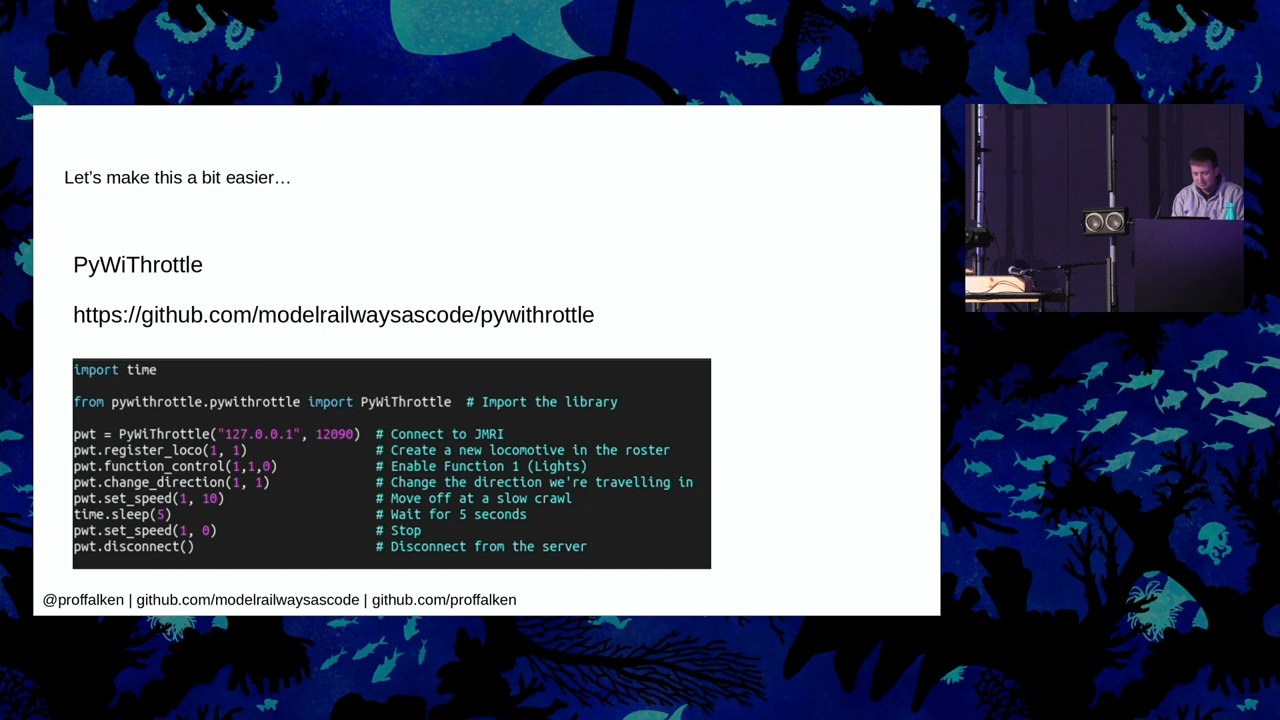 Let’s make this a bit easier…
PyWiThrottle
https://github.com/modelrailwaysascode/pywithrottle
import time
from pywithrottle.pywithrottle import PyWiThrottle  # Import the library
pwt = PyWiThrottle("127.0.0.1", 12090)  # Connect to JMRI
pwt.register_loco(1, 1)                 # Create a new locomotive in the roster
pwt.function_control(1,1,0)             # Enable Function 1 (Lights)
pwt.change_direction(1, 1)              # Change the direction we're travelling in
pwt.set_speed(1, 10)                    # Move off at a slow crawl
time.sleep(5)                           # Wait for 5 seconds
pwt.set_speed(1, 0)                     # Stop
pwt.disconnect()                        # Disconnect from the server
@proffalken | github.com/modelrailwaysascode | github.com/proffalken